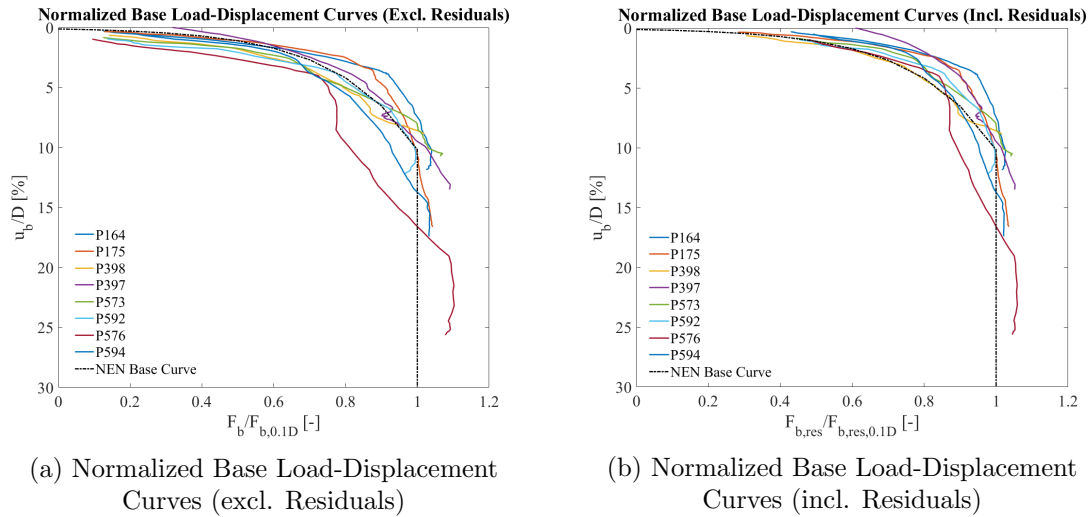 Normalized Base Load-Displacement Curves (Excl. Residuals)
0
5
10
15
20
25
30
u_b/D [%]
P164
P175
P398
P397
P573
P592
P576
P594
NEN Base Curve
0 0.2 0.4 0.6 0.8 1 1.2
F_b/F_b,0.1D [-]
(a) Normalized Base Load-Displacement
Curves (excl. Residuals)
Normalized Base Load-Displacement Curves (Incl. Residuals)
0
5
10
15
20
25
30
u_b/D [%]
P164
P175
P398
P397
P573
P592
P576
P594
NEN Base Curve
0 0.2 0.4 0.6 0.8 1 1.2
F_b,res/F_b,res,0.1D [-]
(b) Normalized Base Load-Displacement
Curves (incl. Residuals)